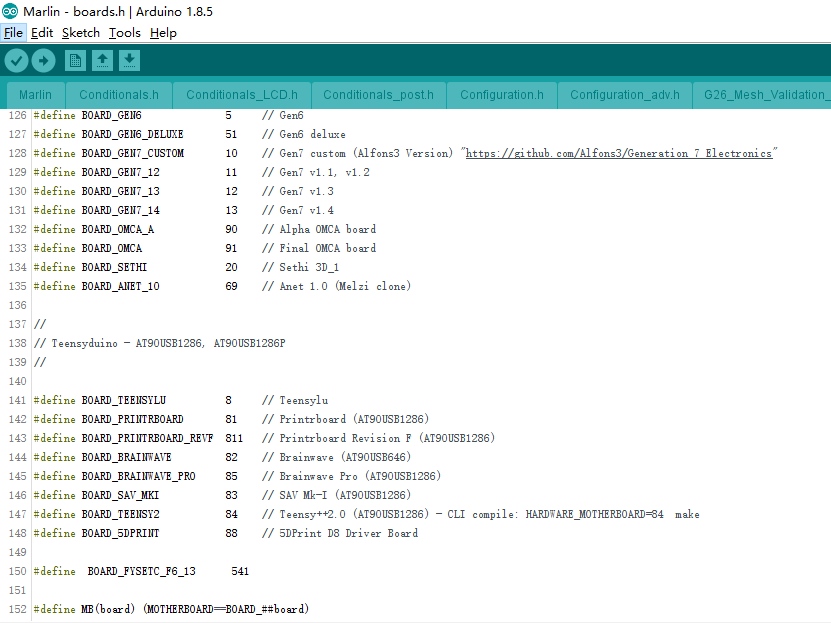 Marlin - boards.h | Arduino 1.8.5
File Edit Sketch Tools Help
Marlin Conditionals.h Conditionals_LCD.h Conditionals_post.h Configuration.h Configuration_adv.h G26_Mesh_Validation_
126 #define BOARD_GEN6 5 // Gen6
127 #define BOARD_GEN6_DELUXE 51 // Gen6 deluxe
128 #define BOARD_GEN7_CUSTOM 10 // Gen7 custom (Alfons3 Version) "https://github.com/Alfons3/Generation_7_Electronics"
129 #define BOARD_GEN7_12 11 // Gen7 v1.1, v1.2
130 #define BOARD_GEN7_13 12 // Gen7 v1.3
131 #define BOARD_GEN7_14 13 // Gen7 v1.4
132 #define BOARD_OMCA_A 90 // Alpha OMCA board
133 #define BOARD_OMCA 91 // Final OMCA board
134 #define BOARD_SETHI 20 // Sethi 3D_1
135 #define BOARD_ANET_10 69 // Anet 1.0 (Melzi clone)
136
137 //
138 // Teensyduino - AT90USB1286, AT90USB1286P
139 //
140
141 #define BOARD_TEENSYLU 8 // Teensylu
142 #define BOARD_PRINTRBOARD 81 // Printrboard (AT90USB1286)
143 #define BOARD_PRINTRBOARD_REVF 811 // Printrboard Revision F (AT90USB1286)
144 #define BOARD_BRAINWAVE 82 // Brainwave (AT90USB646)
145 #define BOARD_BRAINWAVE_PRO 85 // Brainwave Pro (AT90USB1286)
146 #define BOARD_SAV_MKI 83 // SAV Mk-I (AT90USB1286)
147 #define BOARD_TEENSY2 84 // Teensy++2.0 (AT90USB1286) - CLI compile: HARDWARE_MOTHERBOARD=84 make
148 #define BOARD_5DPRINT 88 // 5DPrint D8 Driver Board
149
150 #define BOARD_FYSETC_F6_13 541
151
152 #define MB(board) (MOTHERBOARD==BOARD_##board)